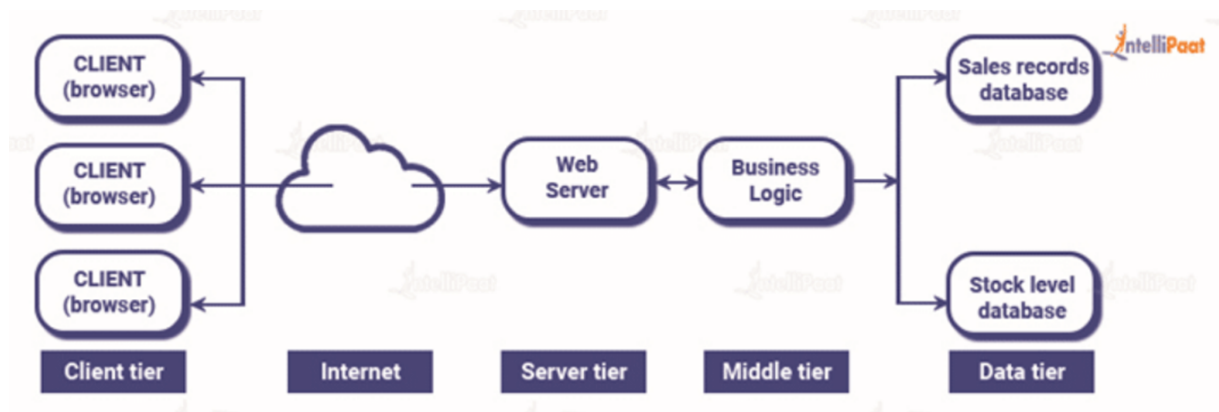 CLIENT
(browser)
CLIENT
(browser)
CLIENT
(browser)
Web
Server
Business
Logic
Sales records
database
Stock level
database
IntelliPaat
Client tier
Internet
Server tier
Middle tier
Data tier